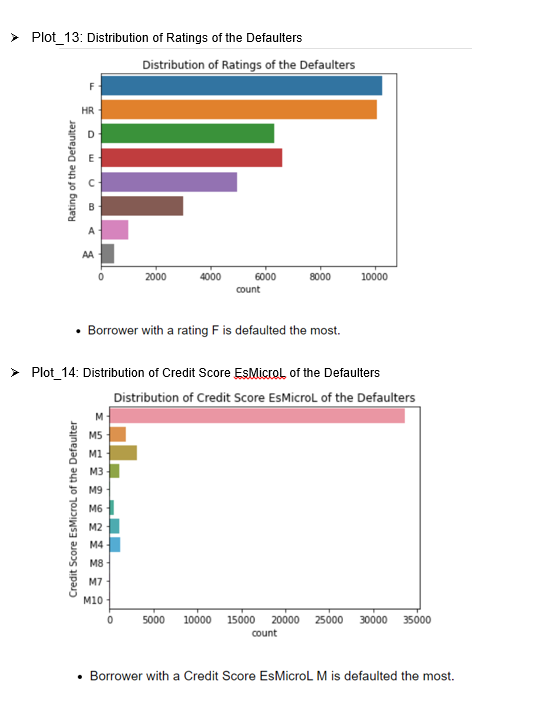 ➢ Plot_13: Distribution of Ratings of the Defaulters
Distribution of Ratings of the Defaulters
Rating of the Defaulter
F
HR
D
E
C
B
A
AA
0 2000 4000 6000 8000 10000
count
• Borrower with a rating F is defaulted the most.
➢ Plot_14: Distribution of Credit Score EsMicroL of the Defaulters
Distribution of Credit Score EsMicroL of the Defaulters
Credit Score EsMicroL of the Defaulter
M
M5
M1
M3
M9
M6
M2
M4
M8
M7
M10
0 5000 10000 15000 20000 25000 30000 35000
count
• Borrower with a Credit Score EsMicroL M is defaulted the most.